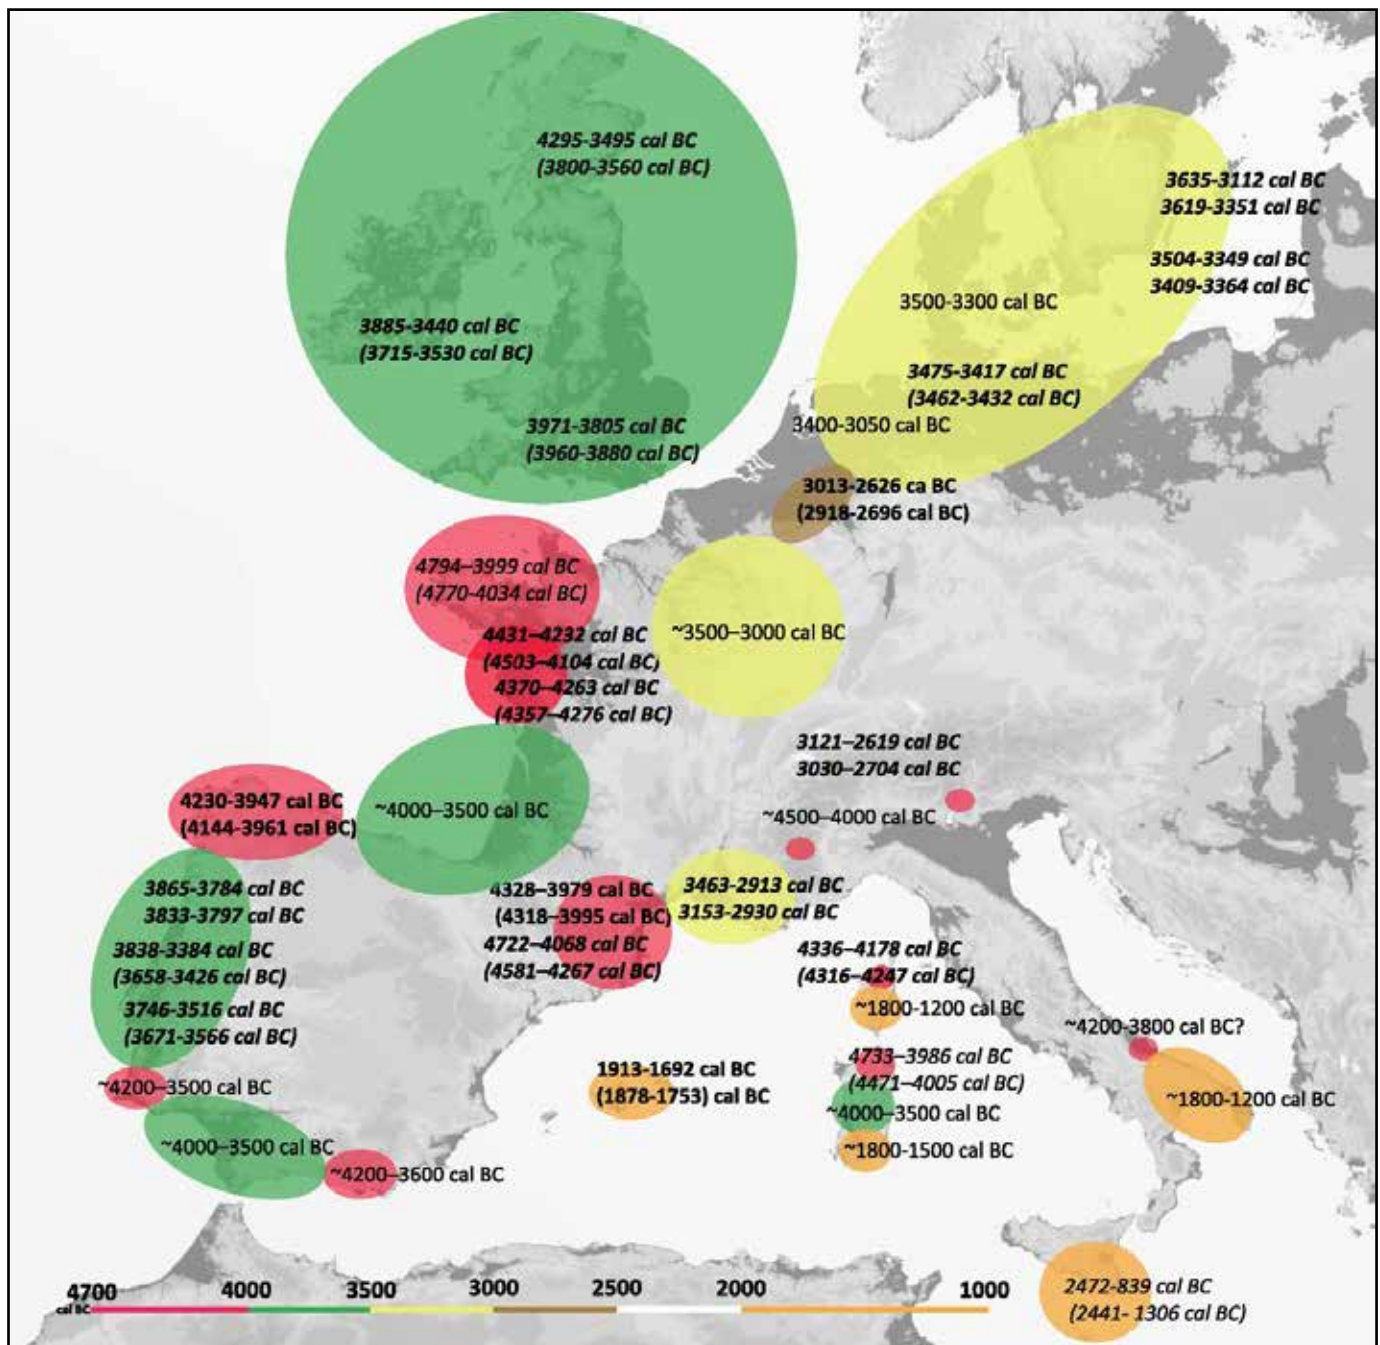 4295-3495 cal BC
(3800-3560 cal BC)
3635-3112 cal BC
3619-3351 cal BC
3504-3349 cal BC
3409-3364 cal BC
3500-3300 cal BC
3885-3440 cal BC
(3715-3530 cal BC)
3475-3417 cal BC
(3462-3432 cal BC)
3971-3805 cal BC
(3960-3880 cal BC)
3400-3050 cal BC
3013-2626 ca BC
(2918-2696 cal BC)
4794–3999 cal BC
(4770-4034 cal BC)
4431–4232 cal BC
(4503–4104 cal BC)
4370–4263 cal BC
(4357–4276 cal BC)
~3500–3000 cal BC
3121–2619 cal BC
3030–2704 cal BC
4230-3947 cal BC
(4144-3961 cal BC)
~4000–3500 cal BC
~4500–4000 cal BC
3865-3784 cal BC
3833-3797 cal BC
3838-3384 cal BC
(3658-3426 cal BC)
3746-3516 cal BC
(3671-3566 cal BC)
4328–3979 cal BC
(4318–3995 cal BC)
4722–4068 cal BC
(4581–4267 cal BC)
3463-2913 cal BC
3153-2930 cal BC
4336–4178 cal BC
(4316–4247 cal BC)
~1800-1200 cal BC
~4200-3800 cal BC?
4733–3986 cal BC
(4471–4005 cal BC)
~4000–3500 cal BC
~1800-1500 cal BC
1913-1692 cal BC
(1878-1753) cal BC
~1800-1200 cal BC
~4200–3500 cal BC
~4000–3500 cal BC
~4200–3600 cal BC
2472-839 cal BC
(2441- 1306 cal BC)
4700 4000 3500 3000 2500 2000 1000
cal BC